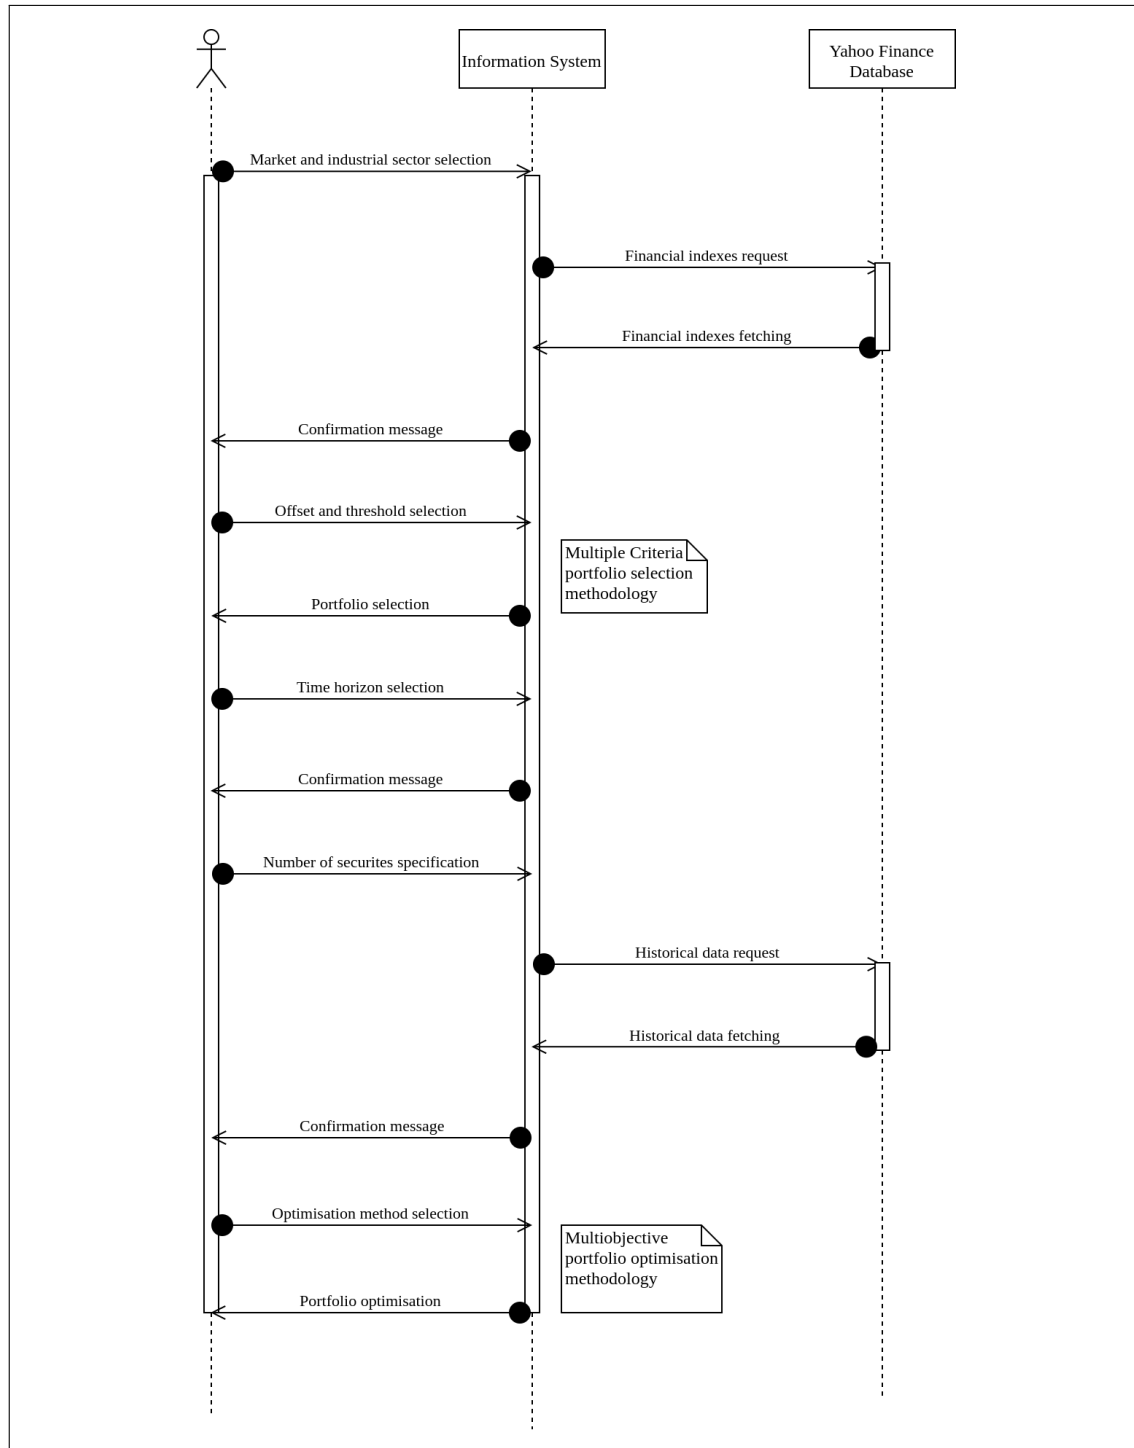 Information System
Yahoo Finance
Database
Market and industrial sector selection
Financial indexes request
Financial indexes fetching
Confirmation message
Offset and threshold selection
Multiple Criteria
portfolio selection
methodology
Portfolio selection
Time horizon selection
Confirmation message
Number of securites specification
Historical data request
Historical data fetching
Confirmation message
Optimisation method selection
Multiobjective
portfolio optimisation
methodology
Portfolio optimisation